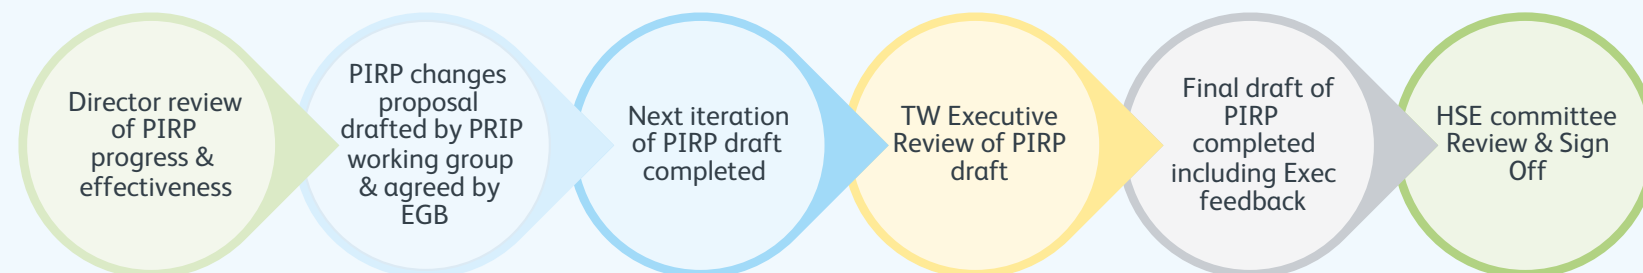 Director review
of PIRP
progress &
effectiveness
PIRP changes
proposal
drafted by PRIP
working group
& agreed by
EGB
Next iteration
of PIRP draft
completed
TW Executive
Review of PIRP
draft
Final draft of
PIRP
completed
including Exec
feedback
HSE committee
Review & Sign
Off